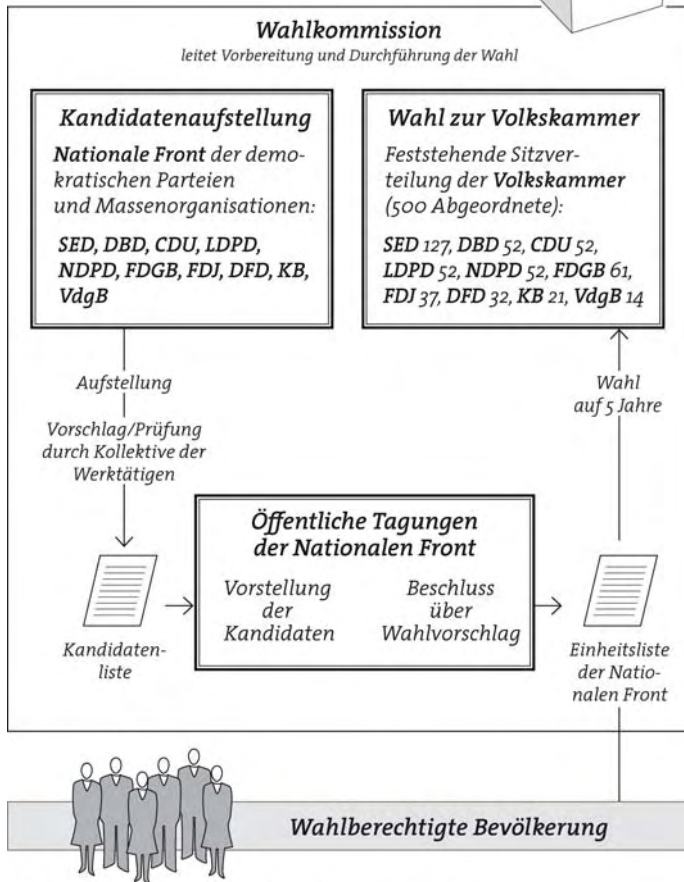 Wahlkommission
leitet Vorbereitung und Durchführung der Wahl
Kandidatenaufstellung
Nationale Front der demo-
kratischen Parteien
und Massenorganisationen:
SED, DBD, CDU, LDPD,
NDPD, FDGB, FDJ, DFD, KB,
VdgB
Wahl zur Volkskammer
Feststehende Sitzver-
teilung der Volkskammer
(500 Abgeordnete):
SED 127, DBD 52, CDU 52,
LDPD 52, NDPD 52, FDGB 61,
FDJ 37, DFD 32, KB 21, VdgB 14
Aufstellung
Vorschlag/Prüfung
durch Kollektive der
Werktätigen
Wahl
auf 5 Jahre
Öffentliche Tagungen
der Nationalen Front
Vorstellung
der
Kandidaten
Beschluss
über
Wahlvorschlag
Kandidaten-
liste
Einheitsliste
der Natio-
nalen Front
Wahlberechtigte Bevölkerung